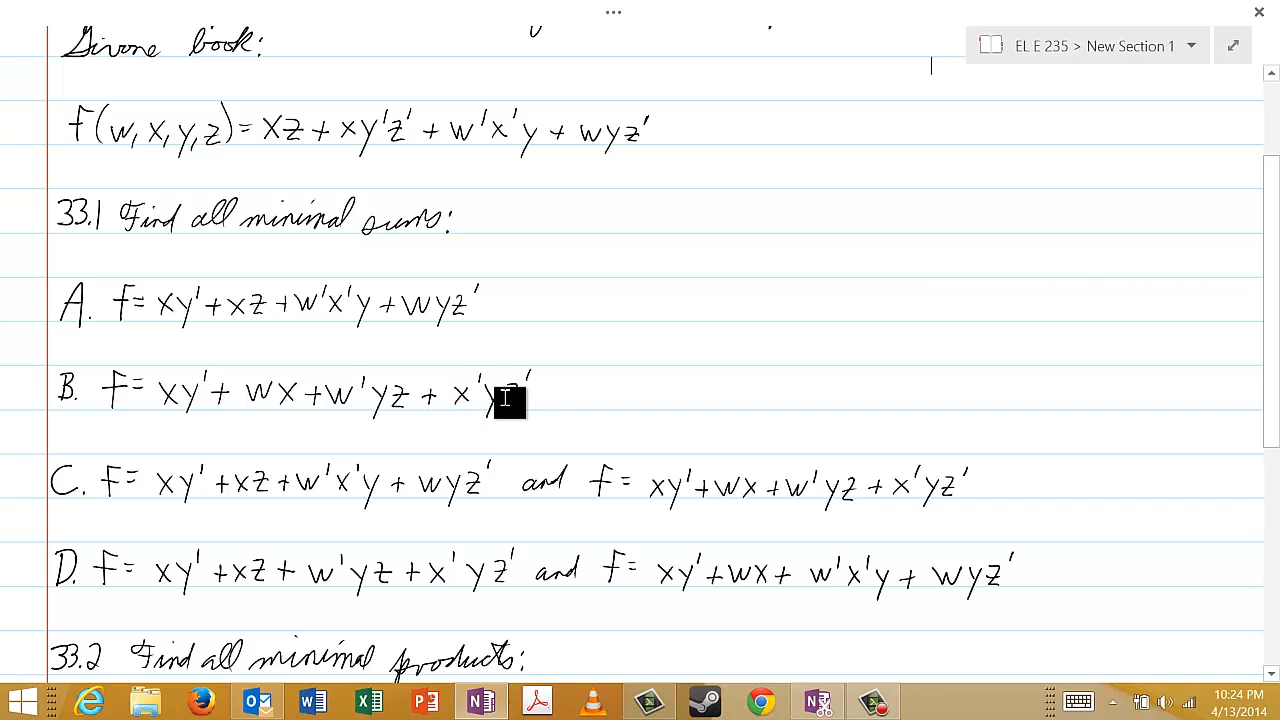 ...
EL E 235 > New Section 1
Givone book:
f(w,x,y,z)= xz + xy'z' + w'x'y + wyz'
33.1 Find all minimal sums:
A. f= xy' + xz + w'x'y + wyz'
B. f= xy' + wx + w'yz + x'yz'
C. f= xy' + xz + w'x'y + wyz' and f= xy' + wx + w'yz + x'yz'
D. f= xy' + xz + w'yz + x'yz' and f= xy' + wx + w'x'y + wyz'
33.2 Find all minimal products:
10:24 PM
4/13/2014